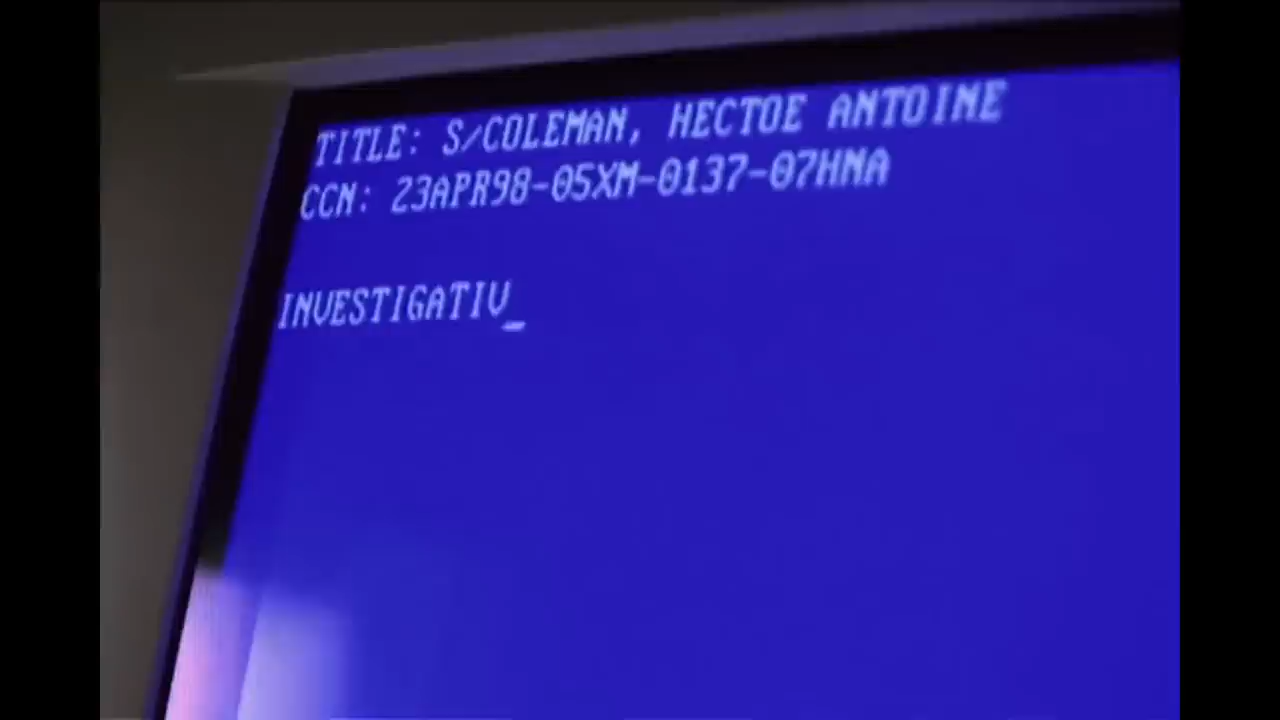 TITLE: S/COLEMAN, HECTOE ANTOINE
CCN: 23APR98-05XM-0137-07HNA
INVESTIGATIV_